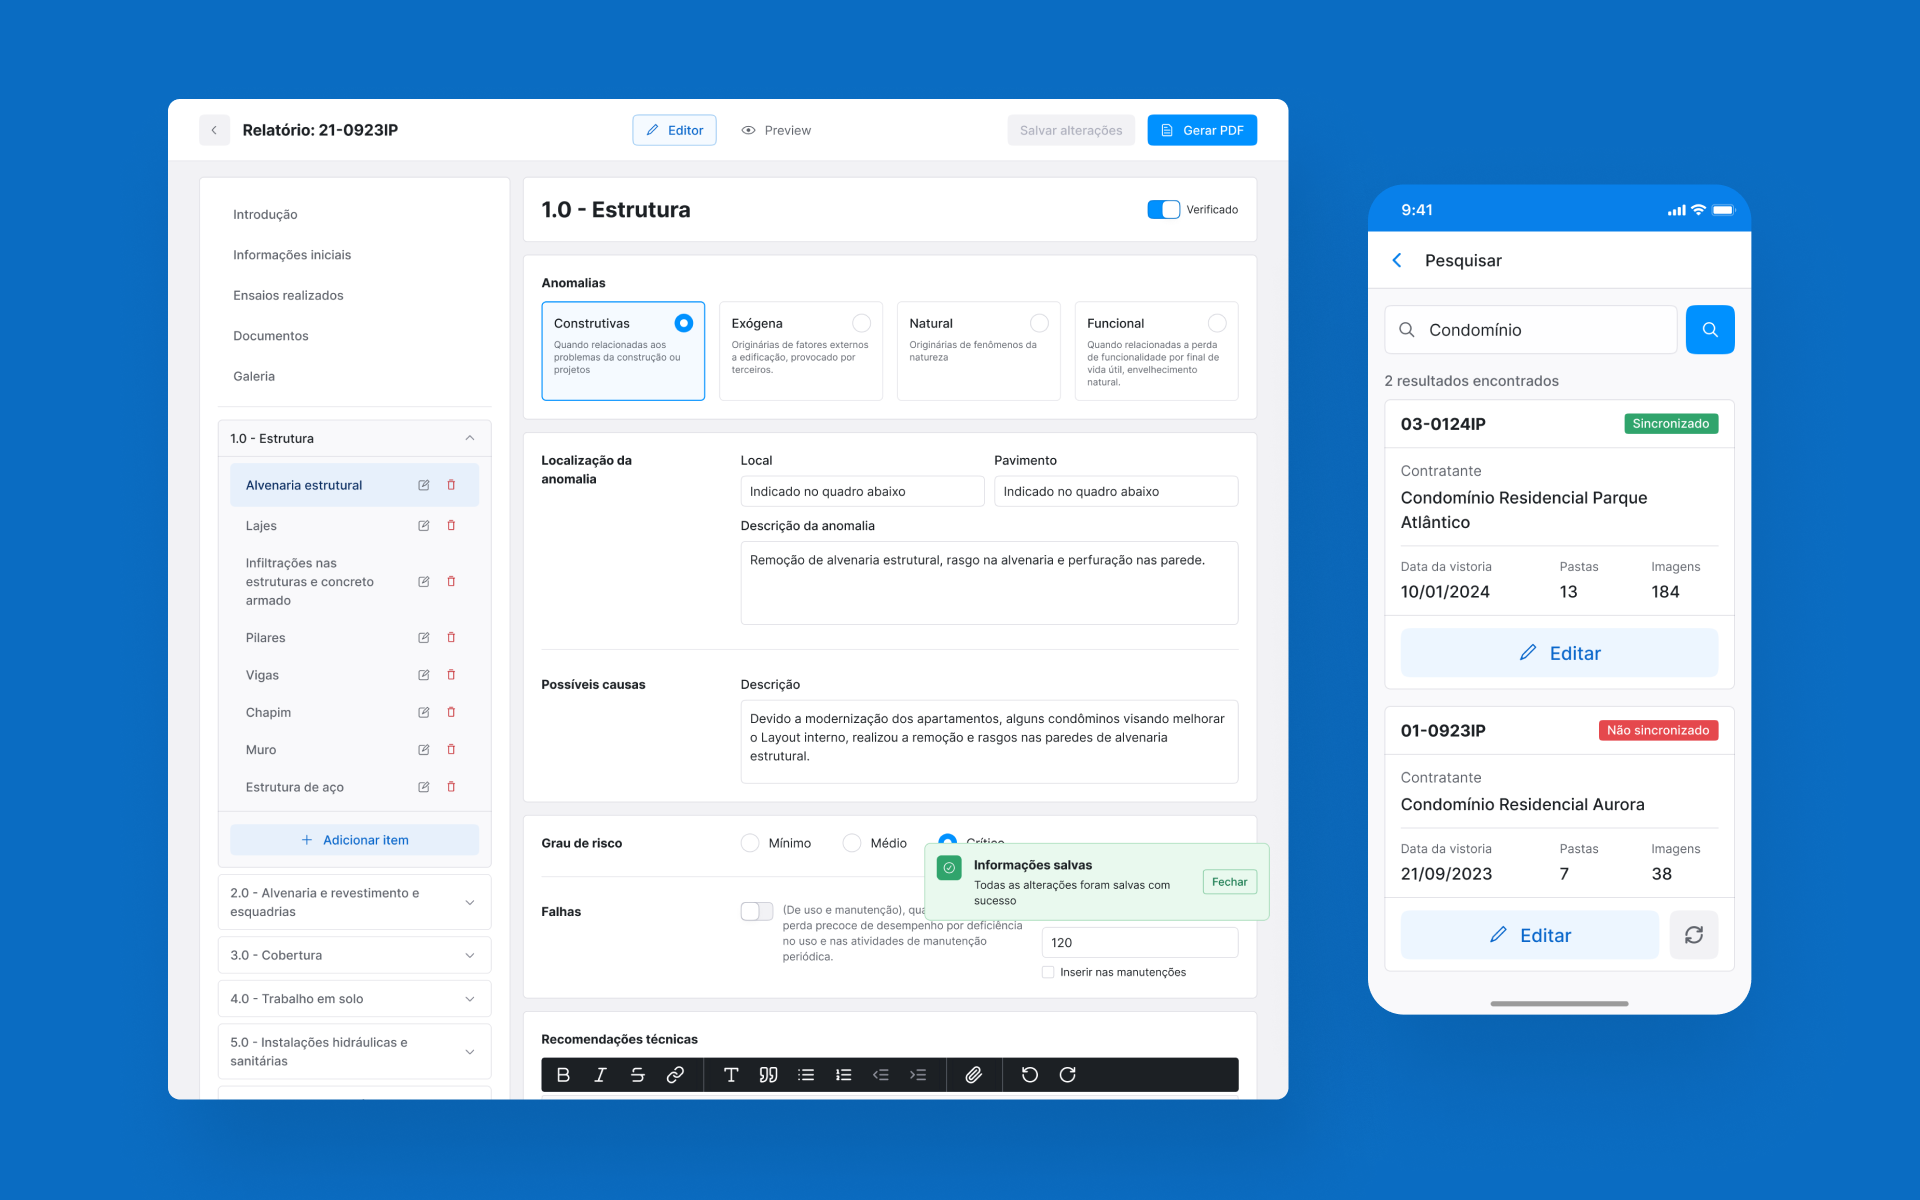 Relatório: 21-0923IP
Editor
Preview
Salvar alterações
Gerar PDF
Introdução
Informações iniciais
Ensaios realizados
Documentos
Galeria
1.0 - Estrutura
Alvenaria estrutural
Lajes
Infiltrações nas
estruturas e concreto
armado
Pilares
Vigas
Chapim
Muro
Estrutura de aço
Adicionar item
2.0 - Alvenaria e revestimento e
esquadrias
3.0 - Cobertura
4.0 - Trabalho em solo
5.0 - Instalações hidráulicas e
sanitárias
1.0 - Estrutura
Verificado
Anomalias
Construtivas
Quando relacionadas aos
problemas da construção ou
projetos
Exógena
Originárias de fatores externos
a edificação, provocado por
terceiros.
Natural
Originárias de fenômenos da
natureza
Funcional
Quando relacionadas a perda
de funcionalidade por final de
vida útil, envelhecimento
natural.
Localização da
anomalia
Local
Indicado no quadro abaixo
Pavimento
Indicado no quadro abaixo
Descrição da anomalia
Remoção de alvenaria estrutural, rasgo na alvenaria e perfuração nas parede.
Possíveis causas
Descrição
Devido a modernização dos apartamentos, alguns condôminos visando melhorar
o Layout interno, realizou a remoção e rasgos nas paredes de alvenaria
estrutural.
Grau de risco
Mínimo
Médio
Crítico
Informações salvas
Todas as alterações foram salvas com
sucesso
Fechar
Falhas
(De uso e manutenção),
perda precoce de desempenho por deficiência
no uso e nas atividades de manutenção
periódica.
120
Inserir nas manutenções
Recomendações técnicas
9:41
Pesquisar
Condomínio
2 resultados encontrados
03-0124IP
Sincronizado
Contratante
Condomínio Residencial Parque
Atlântico
Data da vistoria
Pastas
Imagens
10/01/2024
13
184
Editar
01-0923IP
Não sincronizado
Contratante
Condomínio Residencial Aurora
Data da vistoria
Pastas
Imagens
21/09/2023
7
38
Editar